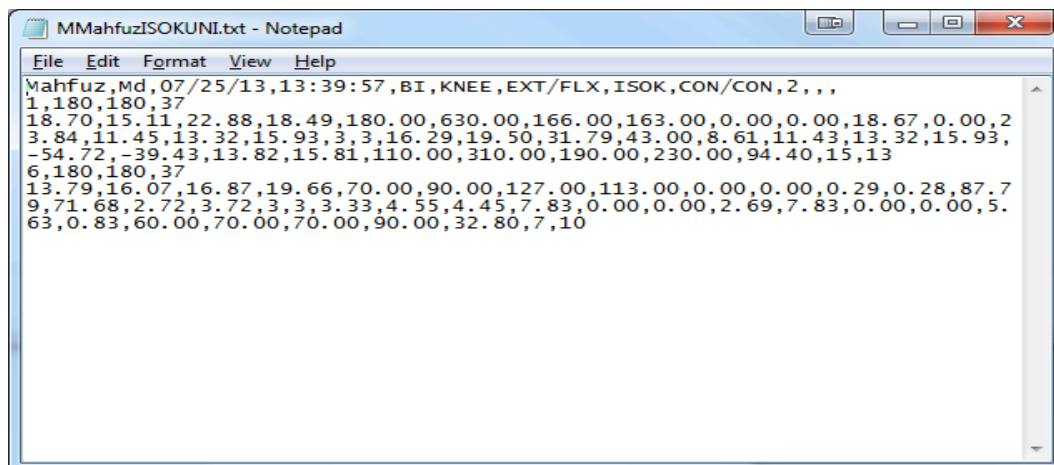 MMahfuzISOKUNI.txt - Notepad
File Edit Format View Help
Mahfuz,Md,07/25/13,13:39:57,BI,KNEE,EXT/FLX,ISOK,CON/CON,2,,,
1,180,180,37
18.70,15.11,22.88,18.49,180.00,630.00,166.00,163.00,0.00,0.00,18.67,0.00,2
3.84,11.45,13.32,15.93,3,3,16.29,19.50,31.79,43.00,8.61,11.43,13.32,15.93,
-54.72,-39.43,13.82,15.81,110.00,310.00,190.00,230.00,94.40,15,13
6,180,180,37
13.79,16.07,16.87,19.66,70.00,90.00,127.00,113.00,0.00,0.00,0.29,0.28,87.7
9,71.68,2.72,3.72,3,3,3.33,4.55,4.45,7.83,0.00,0.00,2.69,7.83,0.00,0.00,5.
63,0.83,60.00,70.00,70.00,90.00,32.80,7,10